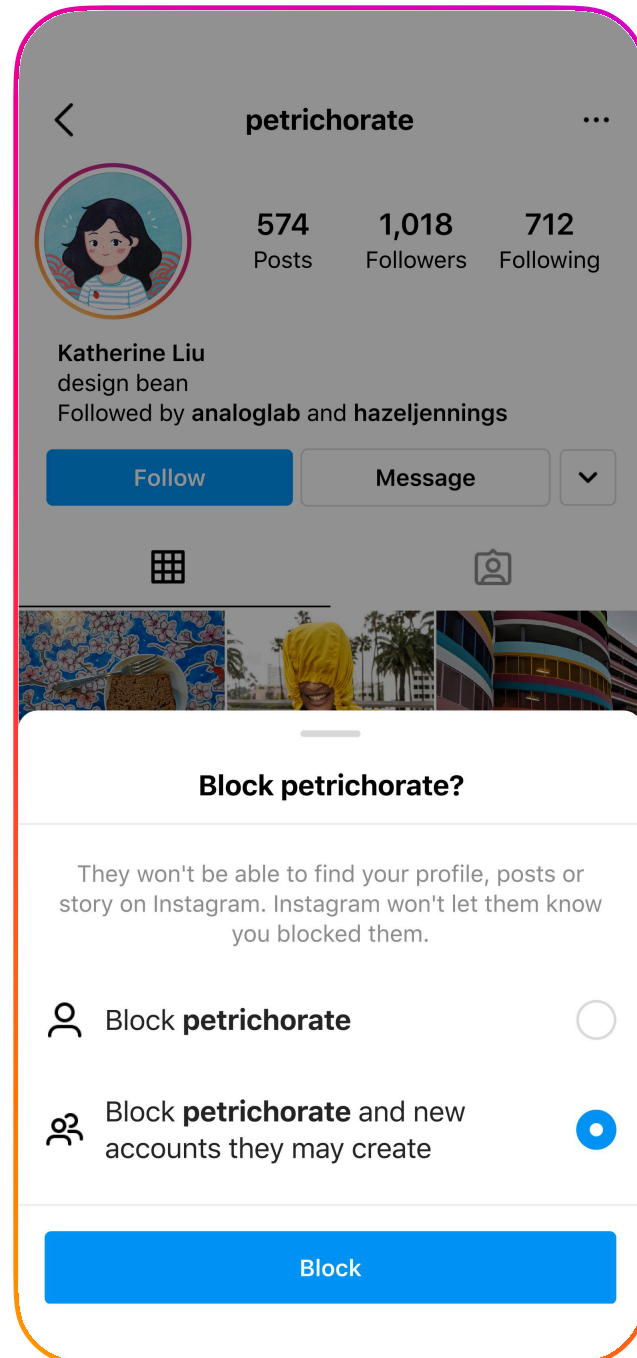 petrichorate
574 1,018 712
Posts Followers Following
Katherine Liu
design bean
Followed by analoglab and hazeljennings
Follow Message
Block petrichorate?
They won't be able to find your profile, posts or
story on Instagram. Instagram won't let them know
you blocked them.
Block petrichorate
Block petrichorate and new
accounts they may create
Block